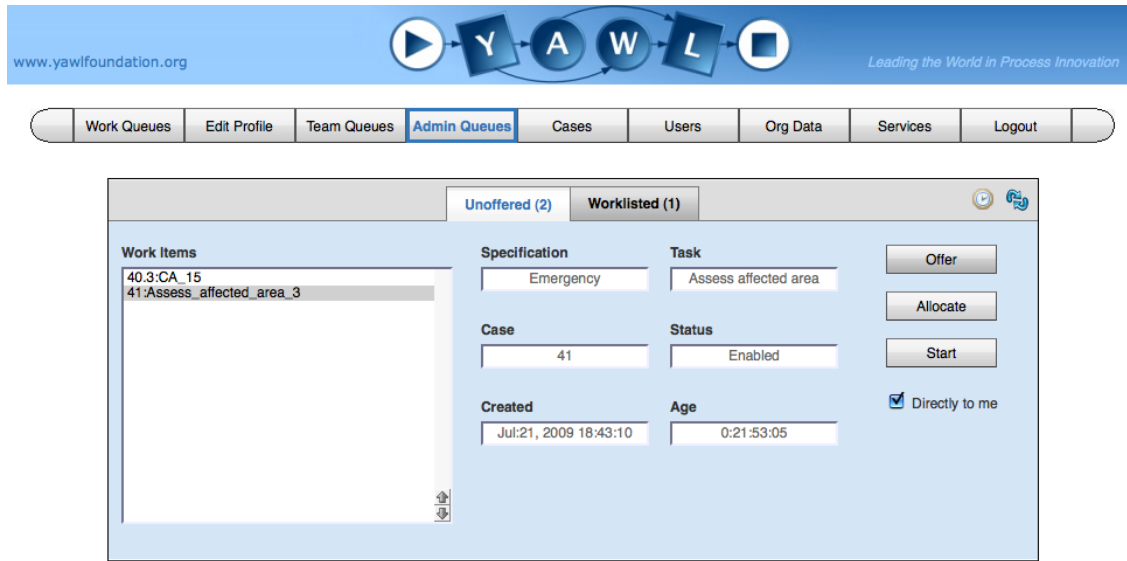 YAWL
www.yawlfoundation.org
Leading the World in Process Innovation
Work Queues Edit Profile Team Queues Admin Queues Cases Users Org Data Services Logout
Unoffered (2) Worklisted (1)
Work Items
40.3:CA_15
41:Assess_affected_area_3
Specification Task
Emergency Assess affected area
Case Status
41 Enabled
Created Age
Jul:21, 2009 18:43:10 0:21:53:05
Offer
Allocate
Start
Directly to me